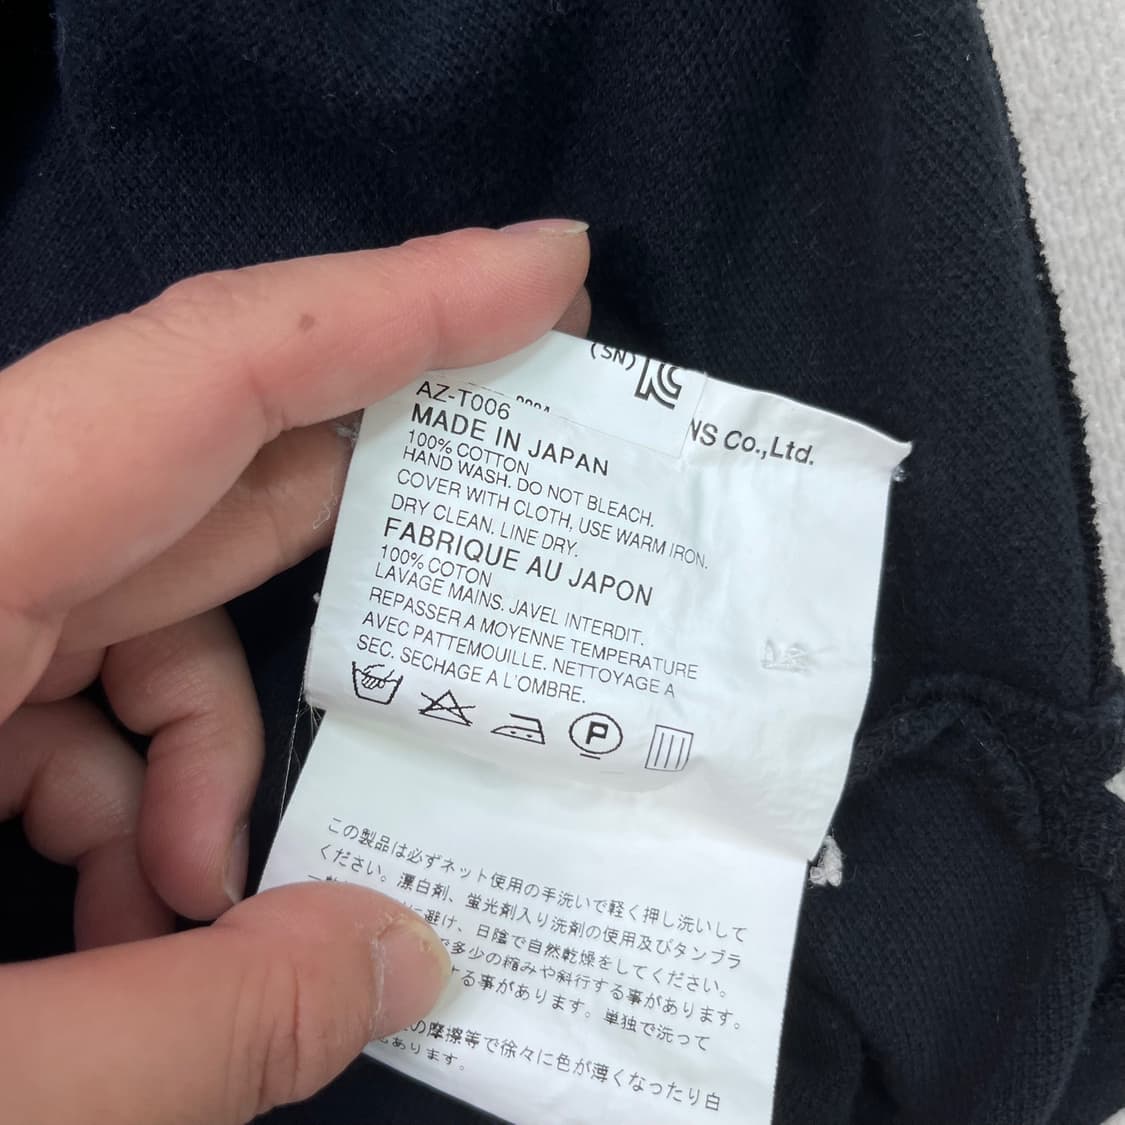 (SN)
NS Co.,Ltd.
AZ-T006
MADE IN JAPAN
100% COTTON
HAND WASH. DO NOT BLEACH.
COVER WITH CLOTH, USE WARM IRON.
DRY CLEAN. LINE DRY.
FABRIQUE AU JAPON
100% COTON
LAVAGE MAINS. JAVEL INTERDIT.
REPASSER A MOYENNE TEMPERATURE
AVEC PATTEMOUILLE. NETTOYAGE A
SEC. SECHAGE A L'OMBRE.
P
この製品は必ずネット使用の手洗いで軽く押し洗いして
ください。漂白剤、蛍光剤入り洗剤の使用及びタンブラ
避け、日陰で自然乾燥をしてください。
で多少の縮みや斜行する事があります。
する事があります。単独で洗って
の摩擦等で徐々に色が薄くなったり白
あります。